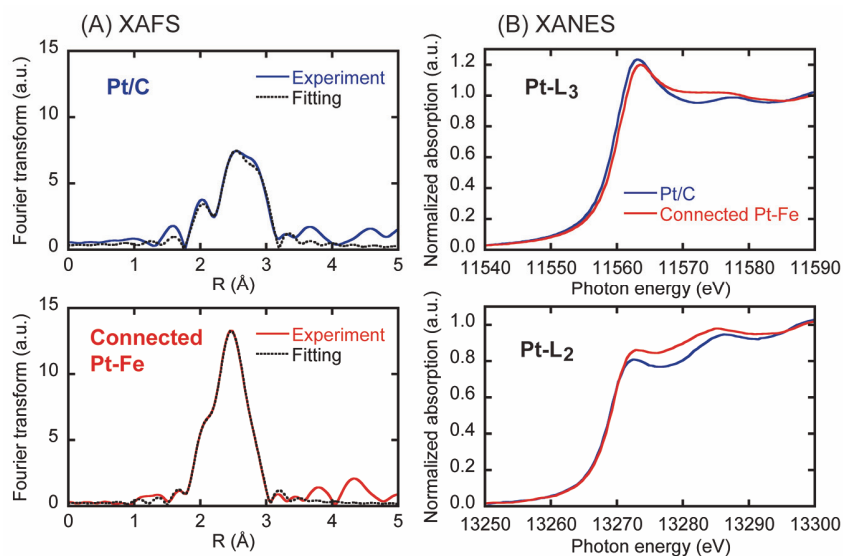 (A) XAFS
15
10
5
0
Fourier transform (a.u.)
Pt/C
Experiment
Fitting
0 1 2 3 4 5
R (Å)
15
10
5
0
Fourier transform (a.u.)
Connected
Pt-Fe
Experiment
Fitting
0 1 2 3 4 5
R (Å)
(B) XANES
1.2
1.0
0.8
0.6
0.4
0.2
0.0
Normalized absorption (a.u.)
Pt-L3
Pt/C
Connected Pt-Fe
11540 11550 11560 11570 11580 11590
Photon energy (eV)
1.0
0.8
0.6
0.4
0.2
0.0
Normalized absorption (a.u.)
Pt-L2
13250 13260 13270 13280 13290 13300
Photon energy (eV)